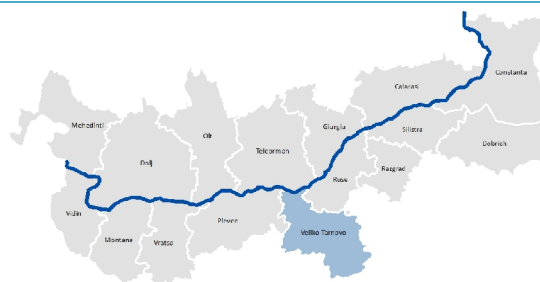 Constanta
Calarasi
Mehedinti
Olt
Giurgiu
Silistra
Dobrich
Dolj
Teleorman
Razgrad
Ruse
Vidin
Pleven
Veliko Tarnovo
Montana
Vratsa